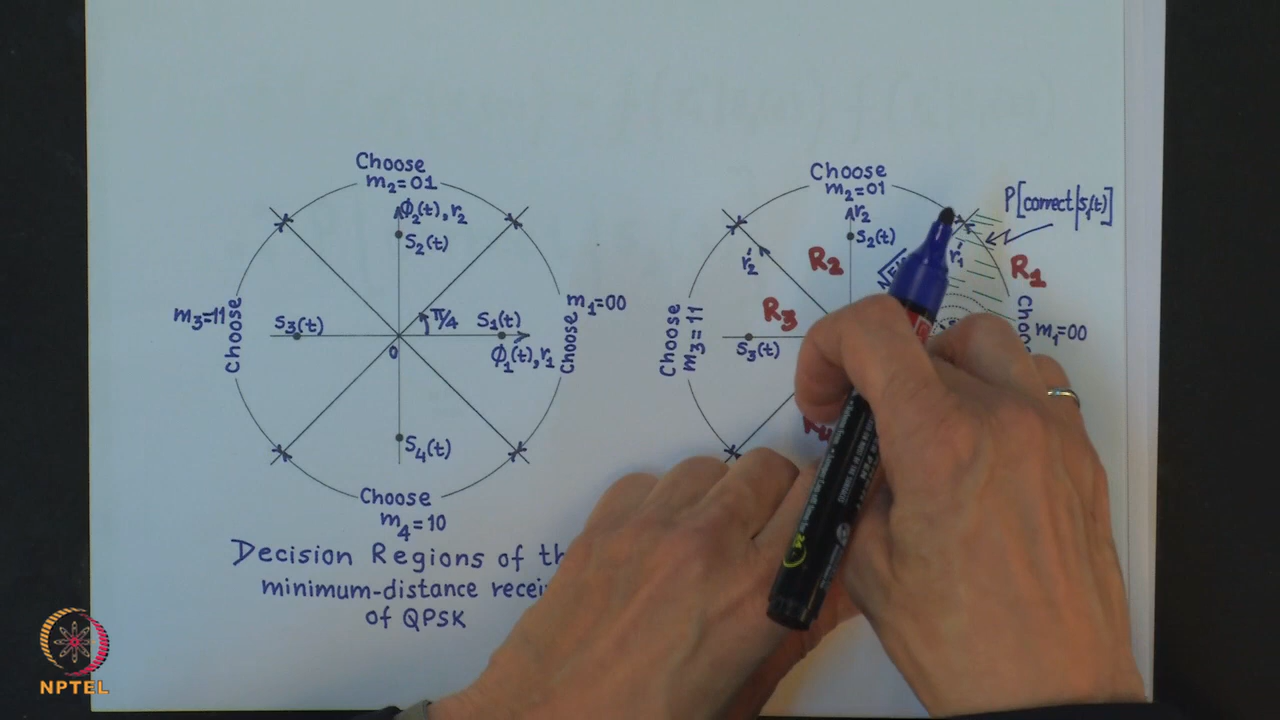 Choose
m₂=01
ϕ₂(t), r₂
S₂(t)
m₃=11
Choose
S₃(t)
π/4
S₁(t)
ϕ₁(t), r₁
0
m₁=00
Choose
S₄(t)
Choose
m₄=10
Decision Regions of
minimum-distance
of QPSK
Choose
m₂=01
r₂
S₂(t)
r₂'
R₂
r₁'
P[correct|s₁(t)]
R₁
R₃
Choose
m₃=11
S₃(t)
m₁=00
NPTEL